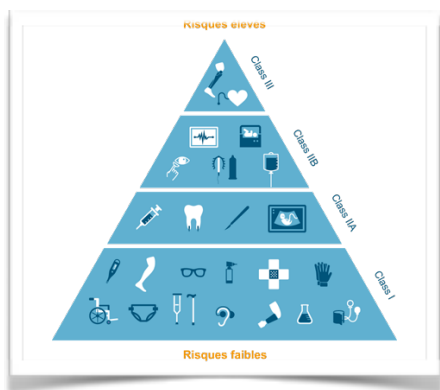 Risques élevés
Class III
Class IIB
Class IIA
Class I
Risques faibles